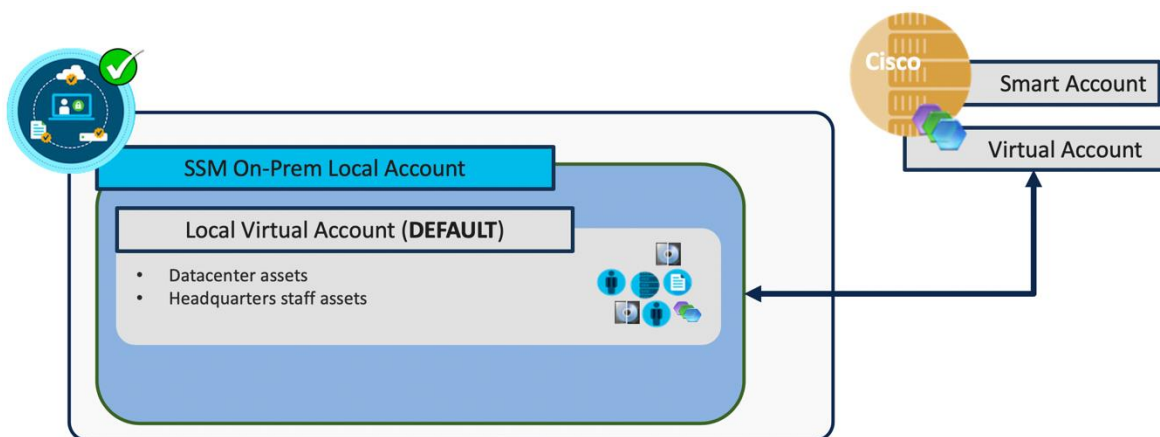 Cisco
Smart Account
Virtual Account
SSM On-Prem Local Account
Local Virtual Account (DEFAULT)
• Datacenter assets
• Headquarters staff assets